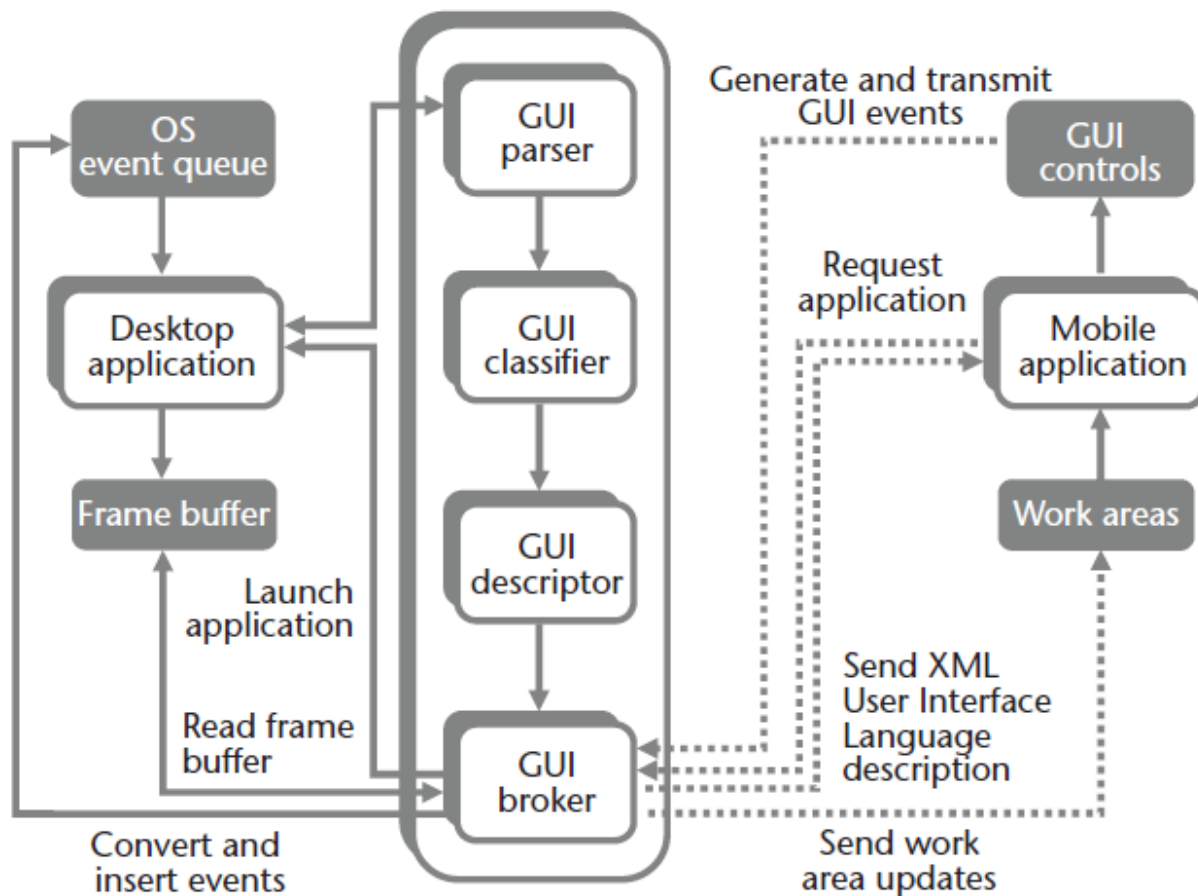 OS
event queue
Desktop
application
Frame buffer
Launch
application
Read frame
buffer
Convert and
insert events
GUI
parser
GUI
classifier
GUI
descriptor
GUI
broker
Generate and transmit
GUI events
GUI
controls
Request
application
Mobile
application
Work areas
Send XML
User Interface
Language
description
Send work
area updates